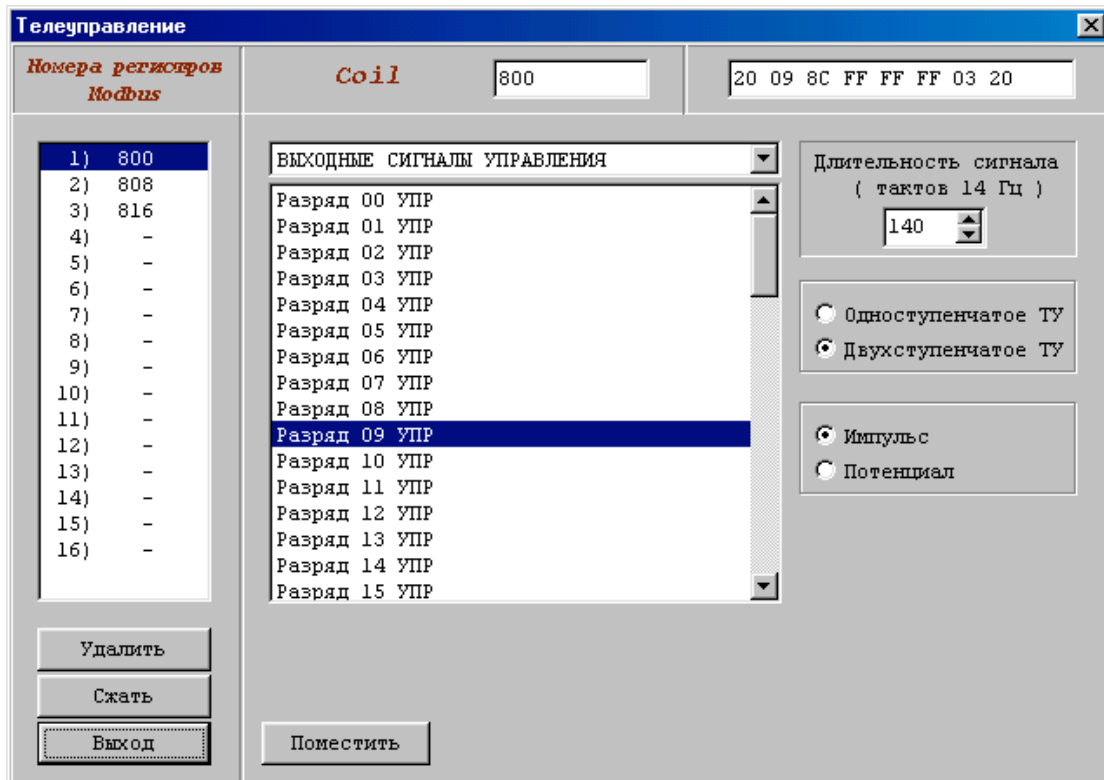 Телеуправление
Номера регистров
Modbus
Coil
800
20 09 8C FF FF FF 03 20
1) 800
2) 808
3) 816
4) -
5) -
6) -
7) -
8) -
9) -
10) -
11) -
12) -
13) -
14) -
15) -
16) -
ВЫХОДНЫЕ СИГНАЛЫ УПРАВЛЕНИЯ
Разряд 00 УПР
Разряд 01 УПР
Разряд 02 УПР
Разряд 03 УПР
Разряд 04 УПР
Разряд 05 УПР
Разряд 06 УПР
Разряд 07 УПР
Разряд 08 УПР
Разряд 09 УПР
Разряд 10 УПР
Разряд 11 УПР
Разряд 12 УПР
Разряд 13 УПР
Разряд 14 УПР
Разряд 15 УПР
Длительность сигнала
( тактов 14 Гц )
140
Одноступенчатое ТУ
Двухступенчатое ТУ
Импульс
Потенциал
Удалить
Сжать
Выход
Поместить